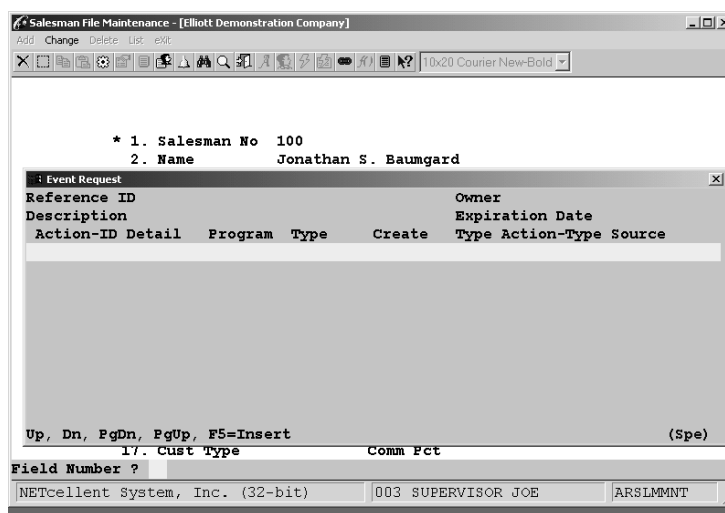 Salesman File Maintenance - [Elliott Demonstration Company]
Add Change Delete List eXit
10x20 Courier New-Bold
* 1. Salesman No 100
2. Name Jonathan S. Baumgard
Event Request
Reference ID Owner
Description Expiration Date
Action-ID Detail Program Type Create Type Action-Type Source
Up, Dn, PgDn, PgUp, F5=Insert (Spe)
17. Cust Type Comm Pct
Field Number ?
NETcellent System, Inc. (32-bit) 003 SUPERVISOR JOE ARSLMMNT